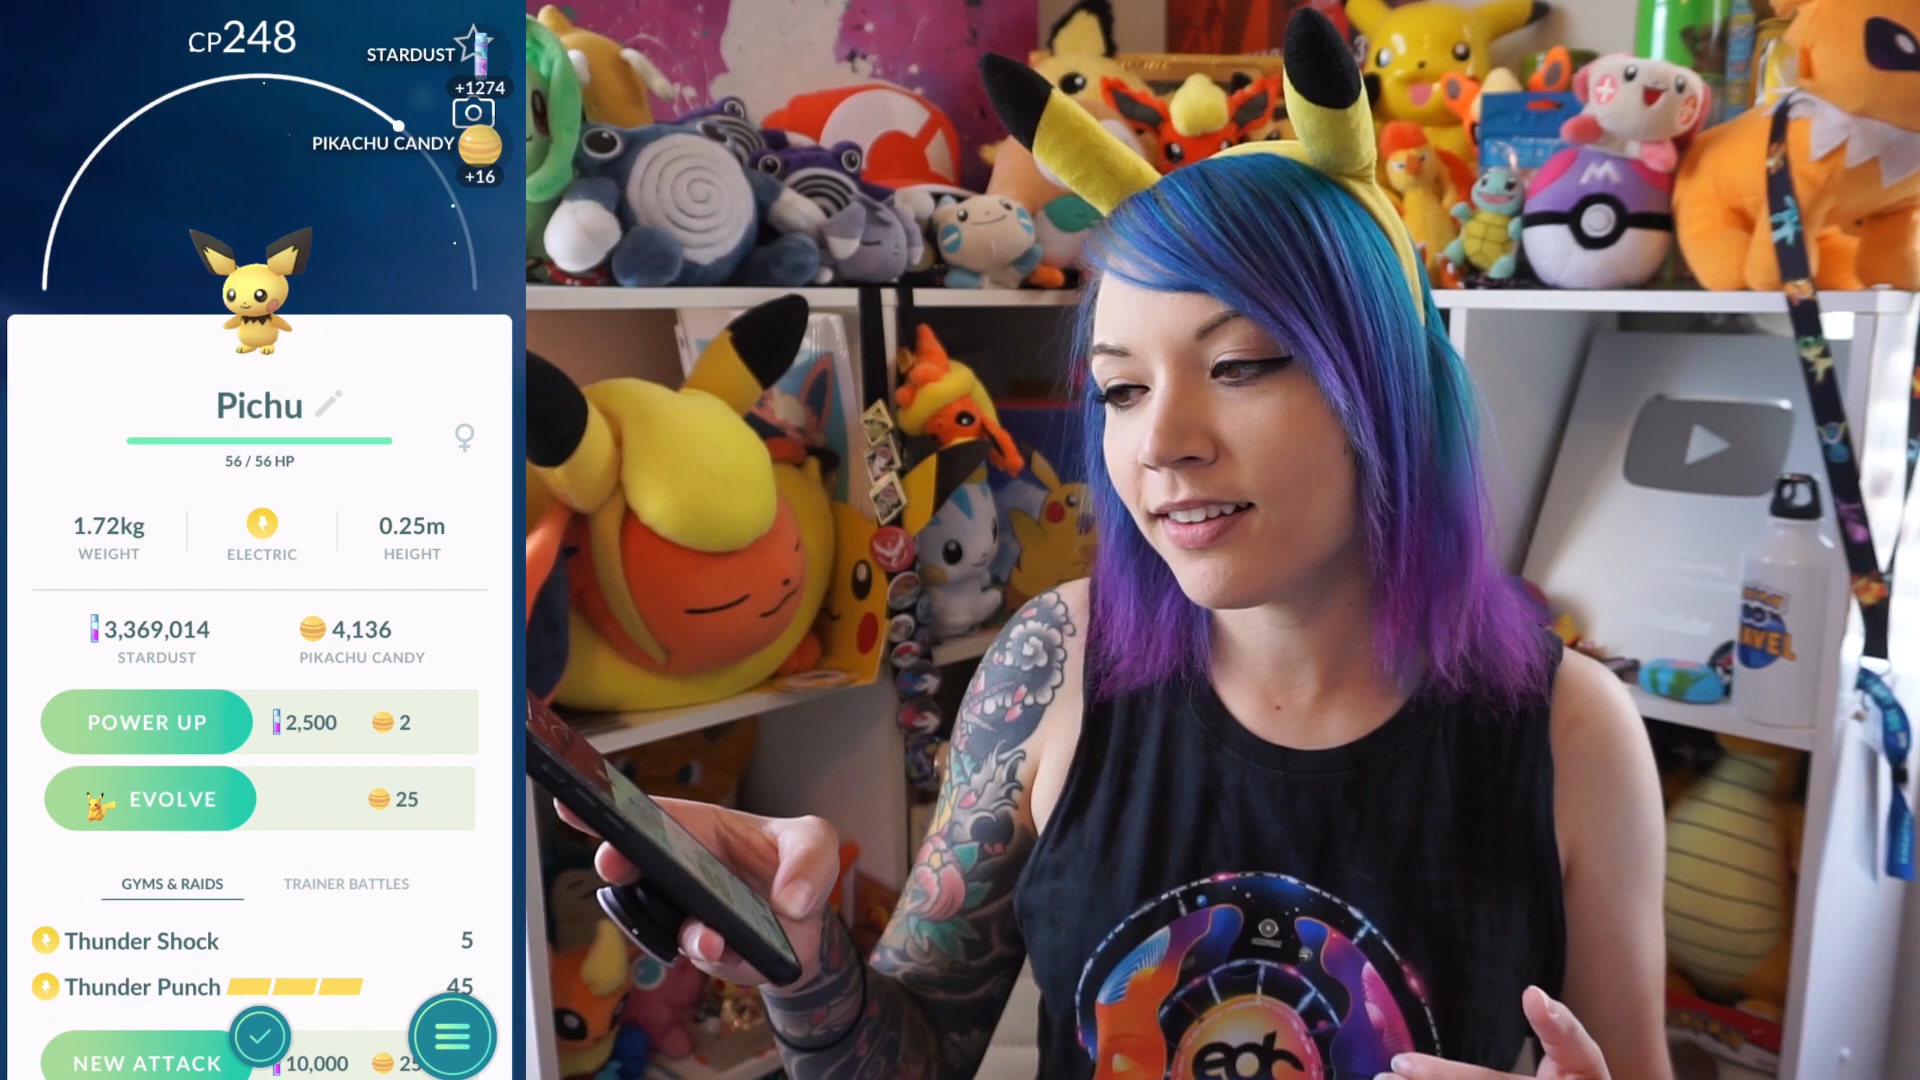 CP248
STARDUST
+1274
PIKACHU CANDY
+16
Pichu
56 / 56 HP
1.72kg
WEIGHT
ELECTRIC
0.25m
HEIGHT
3,369,014
STARDUST
4,136
PIKACHU CANDY
POWER UP 2,500 2
EVOLVE 25
GYMS & RAIDS TRAINER BATTLES
Thunder Shock 5
Thunder Punch 45
NEW ATTACK 10,000 25
M
edc